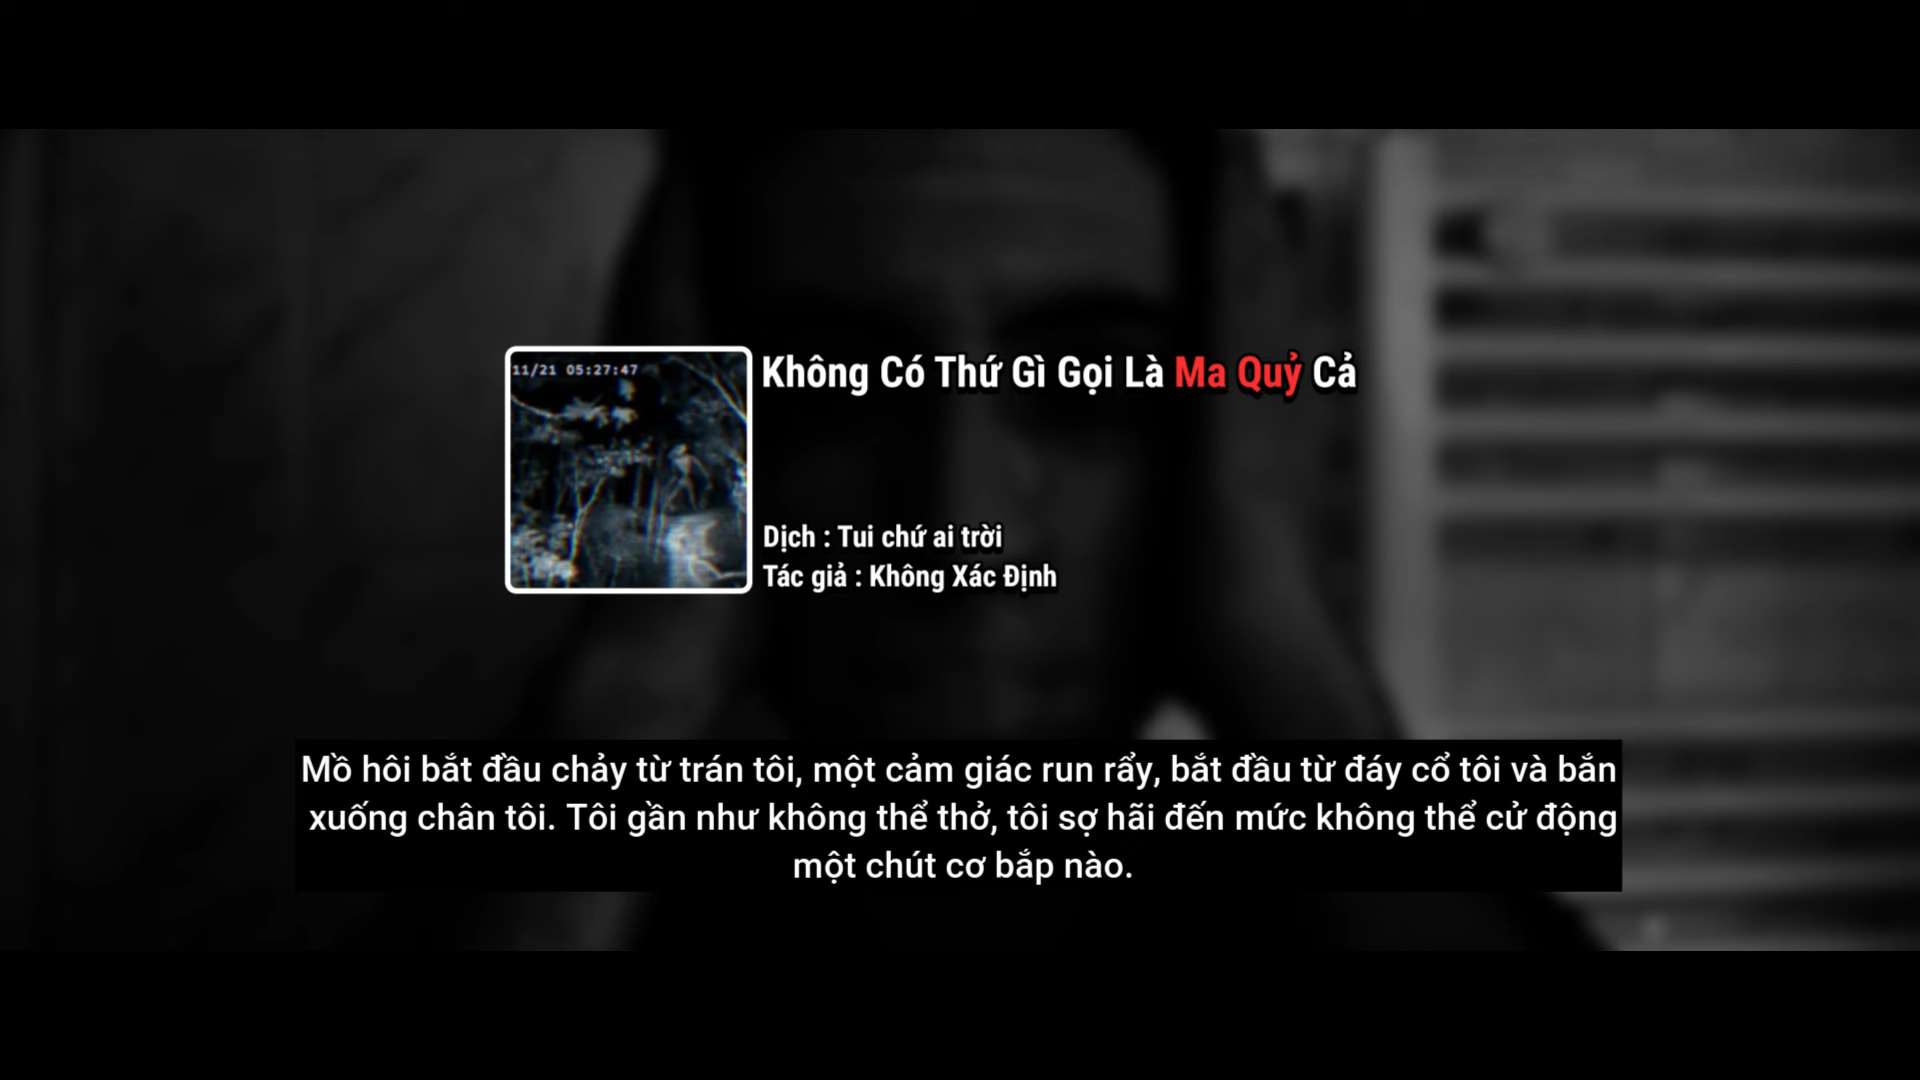 11/21 05:27:47
Không Có Thứ Gì Gọi Là Ma Quỷ Cả
Dịch : Tui chứ ai trời
Tác giả : Không Xác Định
Mồ hôi bắt đầu chảy từ trán tôi, một cảm giác run rẩy, bắt đầu từ đáy cổ tôi và bắn
xuống chân tôi. Tôi gần như không thể thở, tôi sợ hãi đến mức không thể cử động
một chút cơ bắp nào.